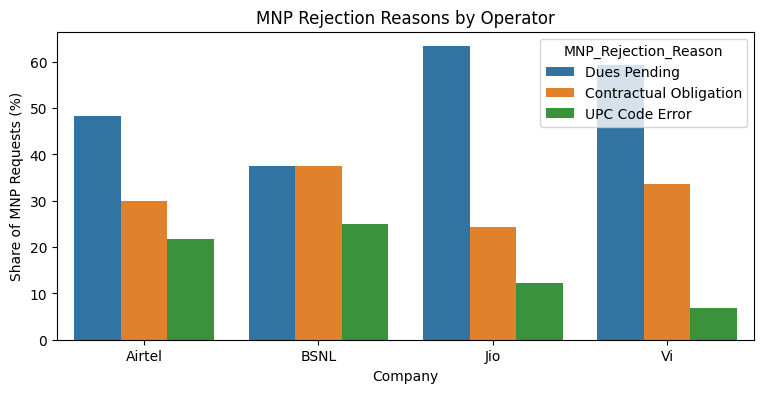 MNP Rejection Reasons by Operator
MNP_Rejection_Reason
Dues Pending
Contractual Obligation
UPC Code Error
Share of MNP Requests (%)
60
50
40
30
20
10
0
Airtel BSNL Jio Vi
Company